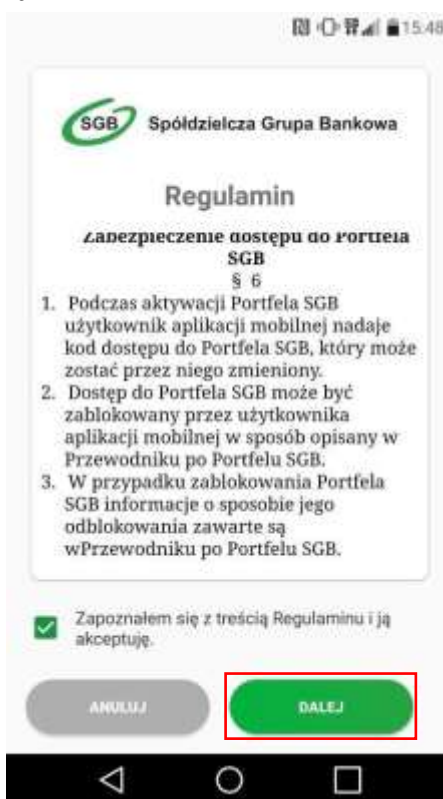 15:48
SGB Spółdzielcza Grupa Bankowa
Regulamin
Zabezpieczenie dostępu do Portfela
SGB
§ 6
1. Podczas aktywacji Portfela SGB
użytkownik aplikacji mobilnej nadaje
kod dostępu do Portfela SGB, który może
zostać przez niego zmieniony.
2. Dostęp do Portfela SGB może być
zablokowany przez użytkownika
aplikacji mobilnej w sposób opisany w
Przewodniku po Portfelu SGB.
3. W przypadku zablokowania Portfela
SGB informacje o sposobie jego
odblokowania zawarte są
wPrzewodniku po Portfelu SGB.
Zapoznałem się z treścią Regulaminu i ją
akceptuję.
ANULUJ DALEJ